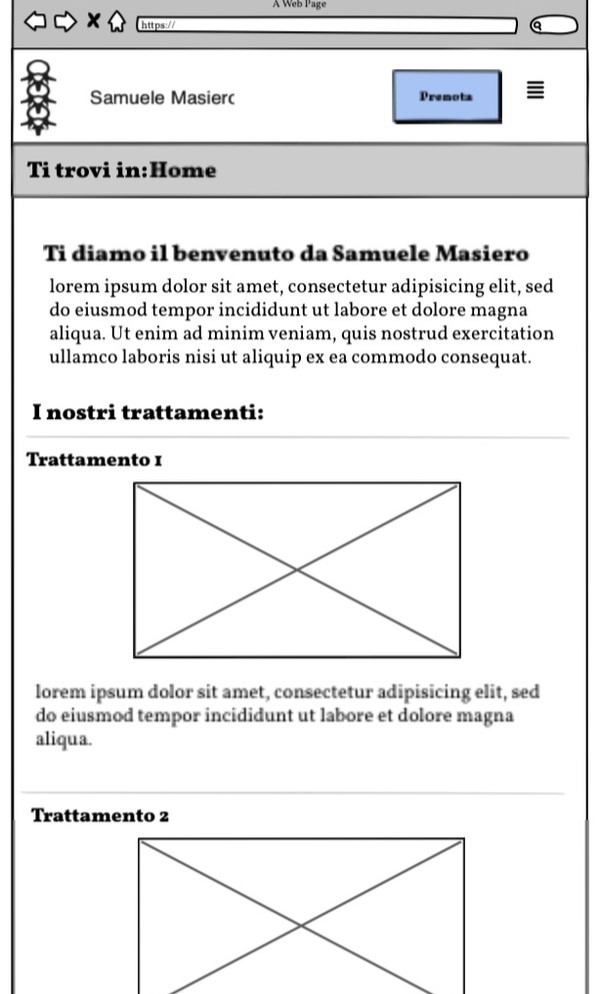 A Web Page
https://
Samuele Masierc
Prenota
Ti trovi in:Home
Ti diamo il benvenuto da Samuele Masiero
lorem ipsum dolor sit amet, consectetur adipisicing elit, sed
do eiusmod tempor incididunt ut labore et dolore magna
aliqua. Ut enim ad minim veniam, quis nostrud exercitation
ullamco laboris nisi ut aliquip ex ea commodo consequat.
I nostri trattamenti:
Trattamento 1
lorem ipsum dolor sit amet, consectetur adipisicing elit, sed
do eiusmod tempor incididunt ut labore et dolore magna
aliqua.
Trattamento 2